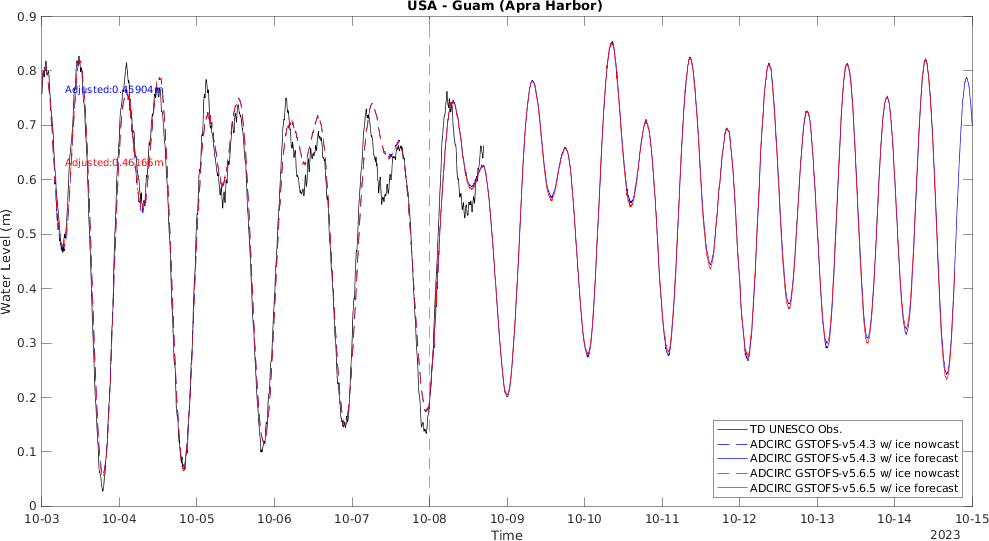 USA - Guam (Apra Harbor)
0.9
0.8
0.7
0.6
0.5
0.4
0.3
0.2
0.1
0
Water Level (m)
Adjusted:0.45904m
Adjusted:0.46166m
TD UNESCO Obs.
ADCIRC GSTOFS-v5.4.3 w/ ice nowcast
ADCIRC GSTOFS-v5.4.3 w/ ice forecast
ADCIRC GSTOFS-v5.6.5 w/ ice nowcast
ADCIRC GSTOFS-v5.6.5 w/ ice forecast
10-03 10-04 10-05 10-06 10-07 10-08 10-09 10-10 10-11 10-12 10-13 10-14 10-15
Time
2023